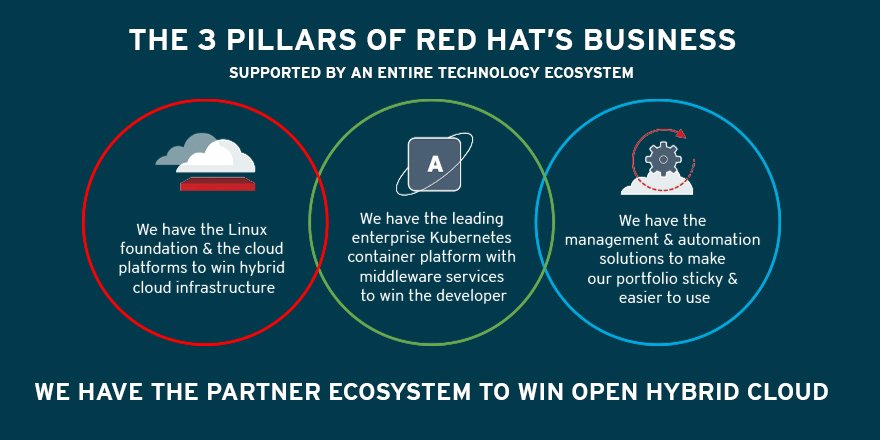 THE 3 PILLARS OF RED HAT'S BUSINESS
SUPPORTED BY AN ENTIRE TECHNOLOGY ECOSYSTEM
We have the Linux
foundation & the cloud
platforms to win hybrid
cloud infrastructure
A
We have the leading
enterprise Kubernetes
container platform with
middleware services
to win the developer
We have the
management & automation
solutions to make
our portfolio sticky &
easier to use
WE HAVE THE PARTNER ECOSYSTEM TO WIN OPEN HYBRID CLOUD